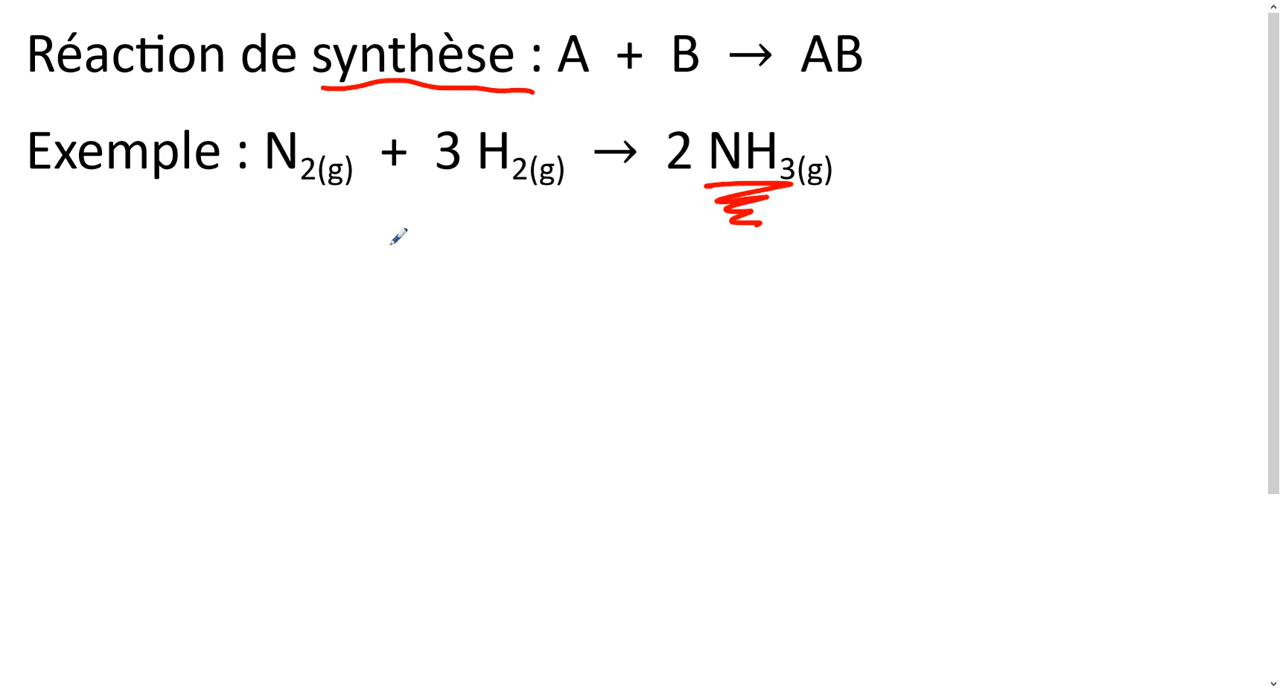 Réaction de synthèse : A + B → AB
Exemple : N₂(g) + 3 H₂(g) → 2 NH₃(g)